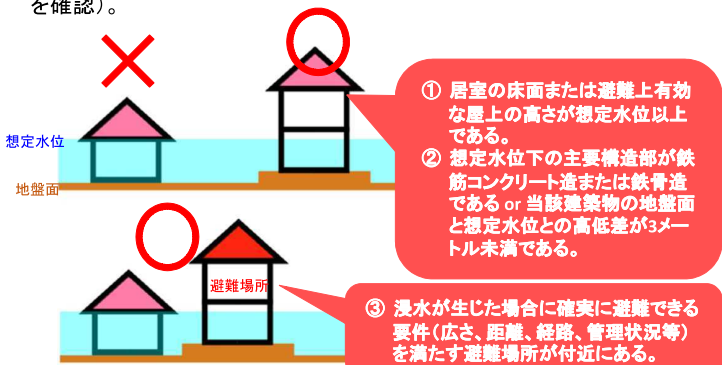 を確認）。
① 居室の床面または避難上有効
な屋上の高さが想定水位以上
である。
② 想定水位下の主要構造部が鉄
筋コンクリート造または鉄骨造
である or 当該建築物の地盤面
と想定水位との高低差が3メー
トル未満である。
想定水位
地盤面
避難場所
③ 浸水が生じた場合に確実に避難できる
要件（広さ、距離、経路、管理状況等）
を満たす避難場所が付近にある。